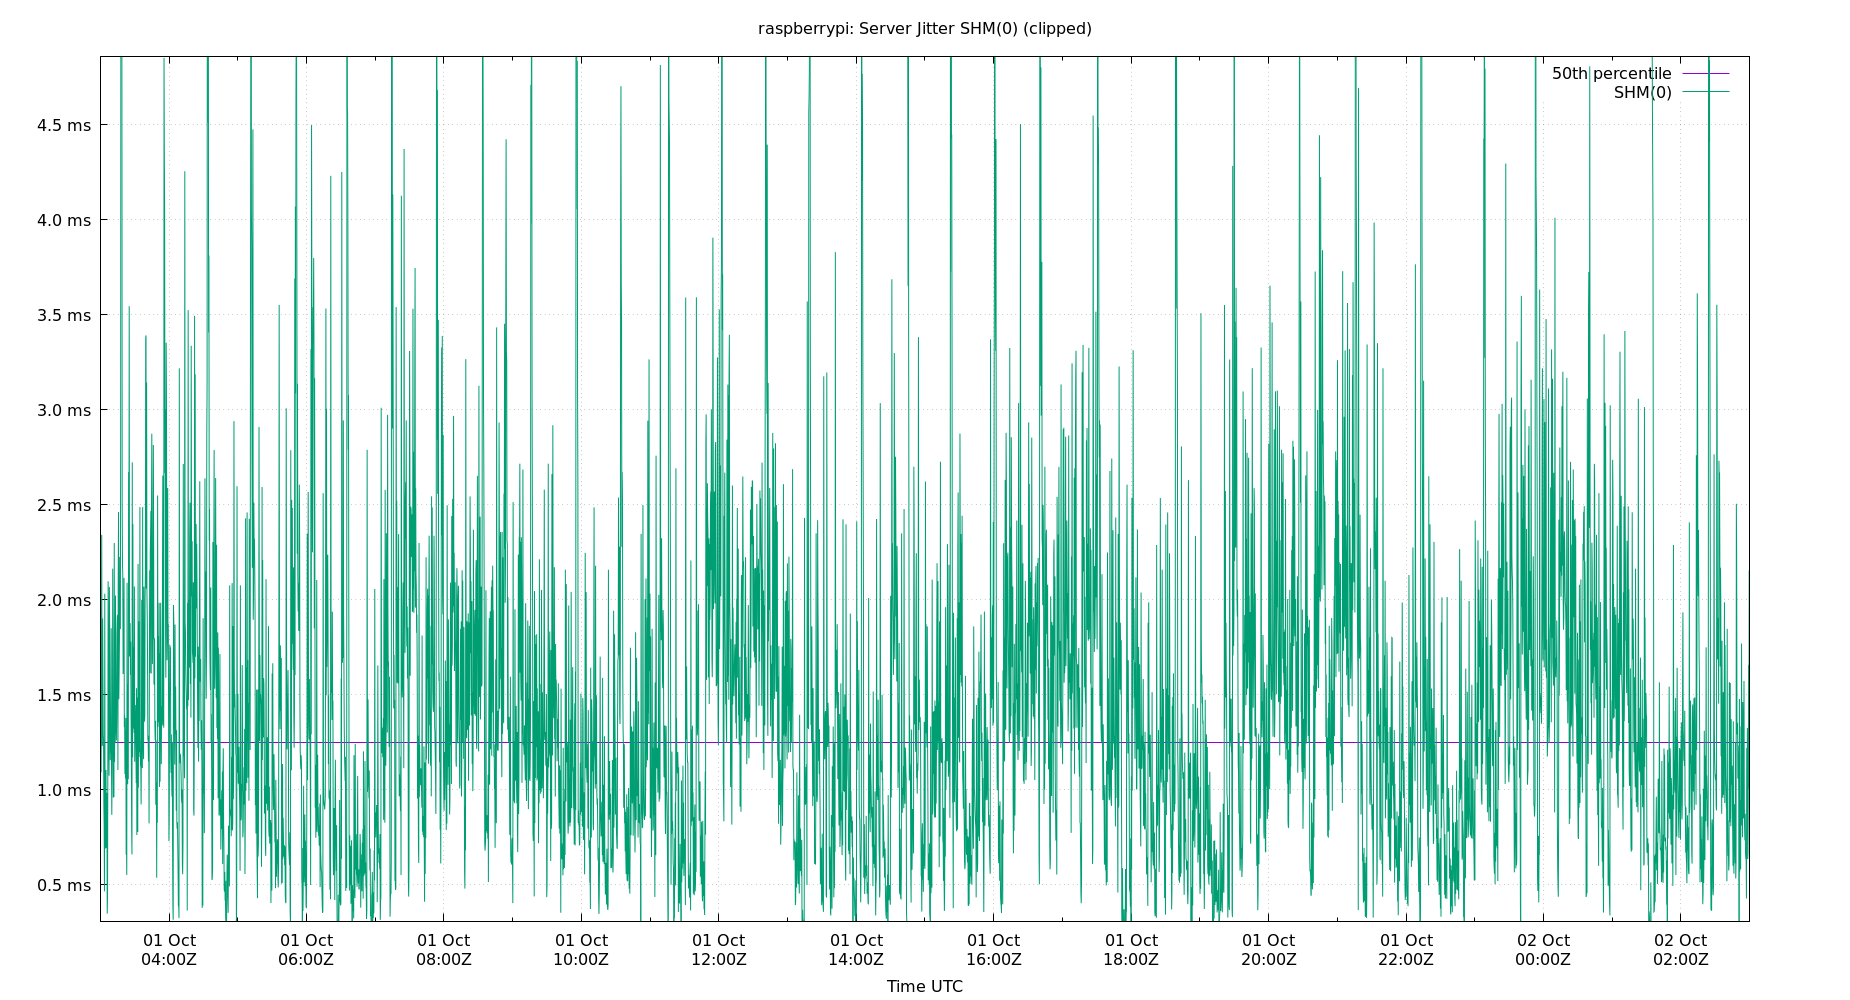 raspberrypi: Server Jitter SHM(0) (clipped)
50th percentile
SHM(0)
4.5 ms
4.0 ms
3.5 ms
3.0 ms
2.5 ms
2.0 ms
1.5 ms
1.0 ms
0.5 ms
01 Oct 01 Oct 01 Oct 01 Oct 01 Oct 01 Oct 01 Oct 01 Oct 01 Oct 01 Oct 02 Oct 02 Oct
04:00Z 06:00Z 08:00Z 10:00Z 12:00Z 14:00Z 16:00Z 18:00Z 20:00Z 22:00Z 00:00Z 02:00Z
Time UTC